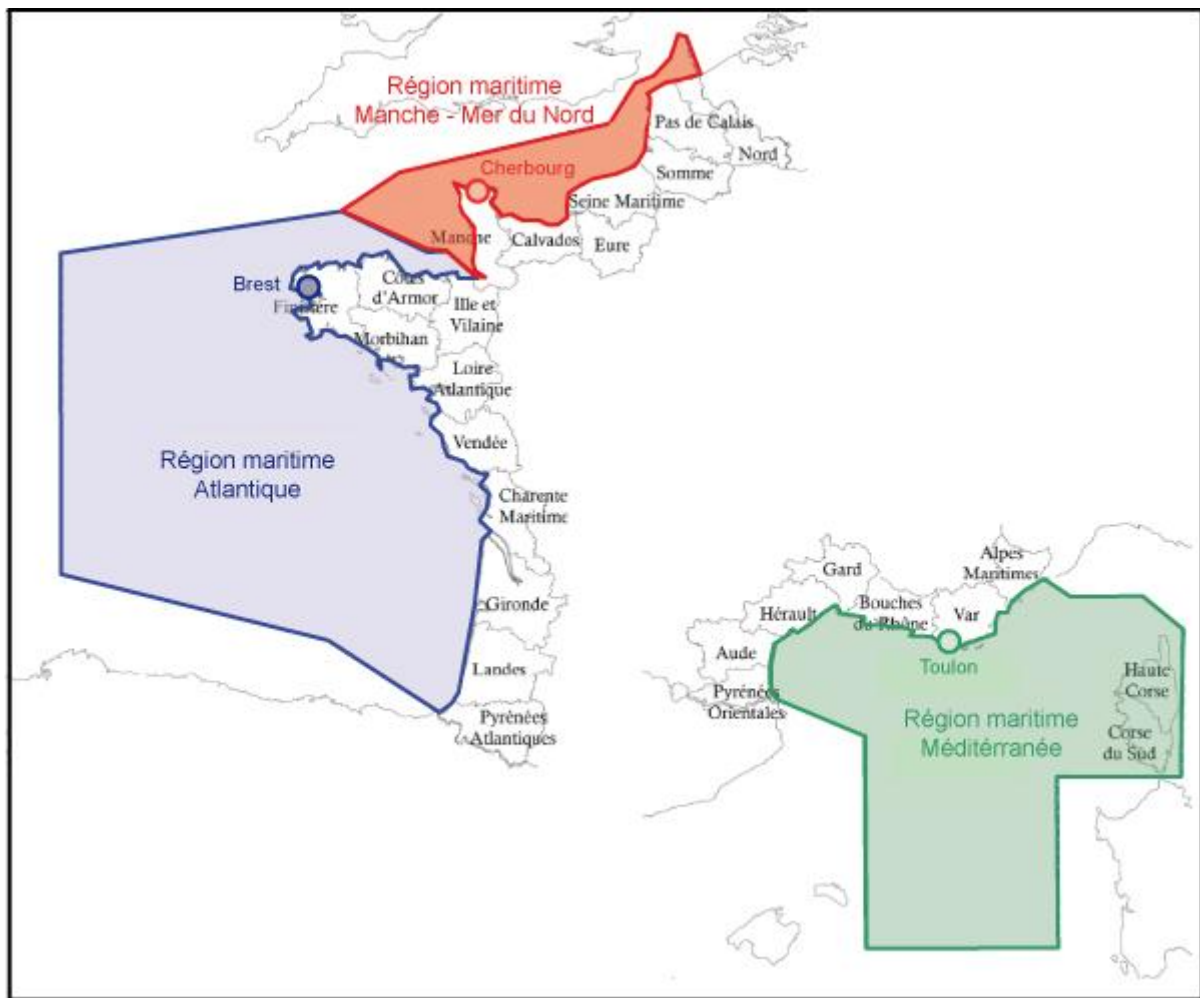 Région maritime
Manche - Mer du Nord
Pas de Calais
Nord
Cherbourg
Somme
Seine Maritime
Manche
Calvados
Eure
Brest
Finistère
Côtes
d'Armor
Ille et
Vilaine
Morbihan
Loire
Atlantique
Région maritime
Atlantique
Vendée
Charente
Maritime
Gironde
Landes
Pyrénées
Atlantiques
Alpes
Maritimes
Gard
Hérault
Bouches
du Rhône
Var
Aude
Toulon
Pyrénées
Orientales
Haute
Corse
Région maritime
Méditérranée
Corse
du Sud